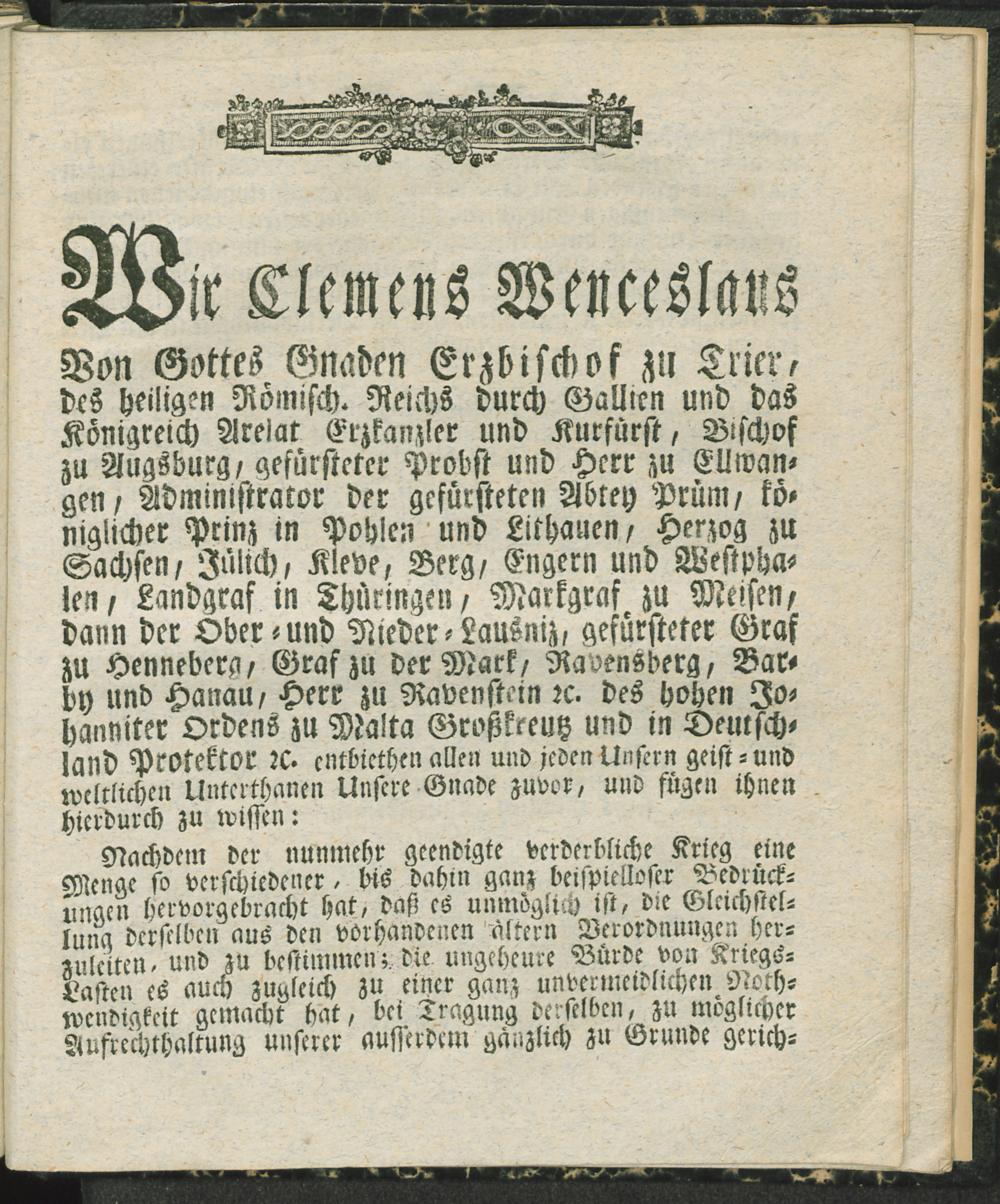 Wir Clemens Wenceslaus
Von Gottes Gnaden Erzbischof zu Trier,
des heiligen Römisch. Reichs durch Gallien und das
Königreich Arelat Erzkanzler und Kurfürst, Bischof
zu Augsburg, gefürsteter Probst und Herr zu Ellwan-
gen, Administrator der gefürsteten Abtey Prüm, kö-
niglicher Prinz in Pohlen und Lithauen, Herzog zu
Sachsen, Jülich, Kleve, Berg, Engern und Westpha-
len, Landgraf in Thüringen, Markgraf zu Meisen,
dann der Ober-und Nieder-Lausniz, gefürsteter Graf
zu Henneberg, Graf zu der Mark, Ravensberg, Bar-
by und Hanau, Herr zu Ravenstein ꝛc. des hohen Jo-
hanniter Ordens zu Malta Großkreutz und in Deutsch-
land Protektor ꝛc. entbiethen allen und jeden Unsern geist-und
weltlichen Unterthanen Unsere Gnade zuvor, und fügen ihnen
hierdurch zu wissen:
Nachdem der nunmehr geendigte verderbliche Krieg eine
Menge so verschiedener, bis dahin ganz beispielloser Bedrück-
ungen hervorgebracht hat, daß es unmöglich ist, die Gleichstel-
lung derselben aus den vorhandenen ältern Verordnungen her-
zuleiten, und zu bestimmen; die ungeheure Bürde von Kriegs-
Lasten es auch zugleich zu einer ganz unvermeidlichen Noth-
wendigkeit gemacht hat, bei Tragung derselben, zu möglicher
Aufrechthaltung unserer ausserdem gänzlich zu Grunde gerich-